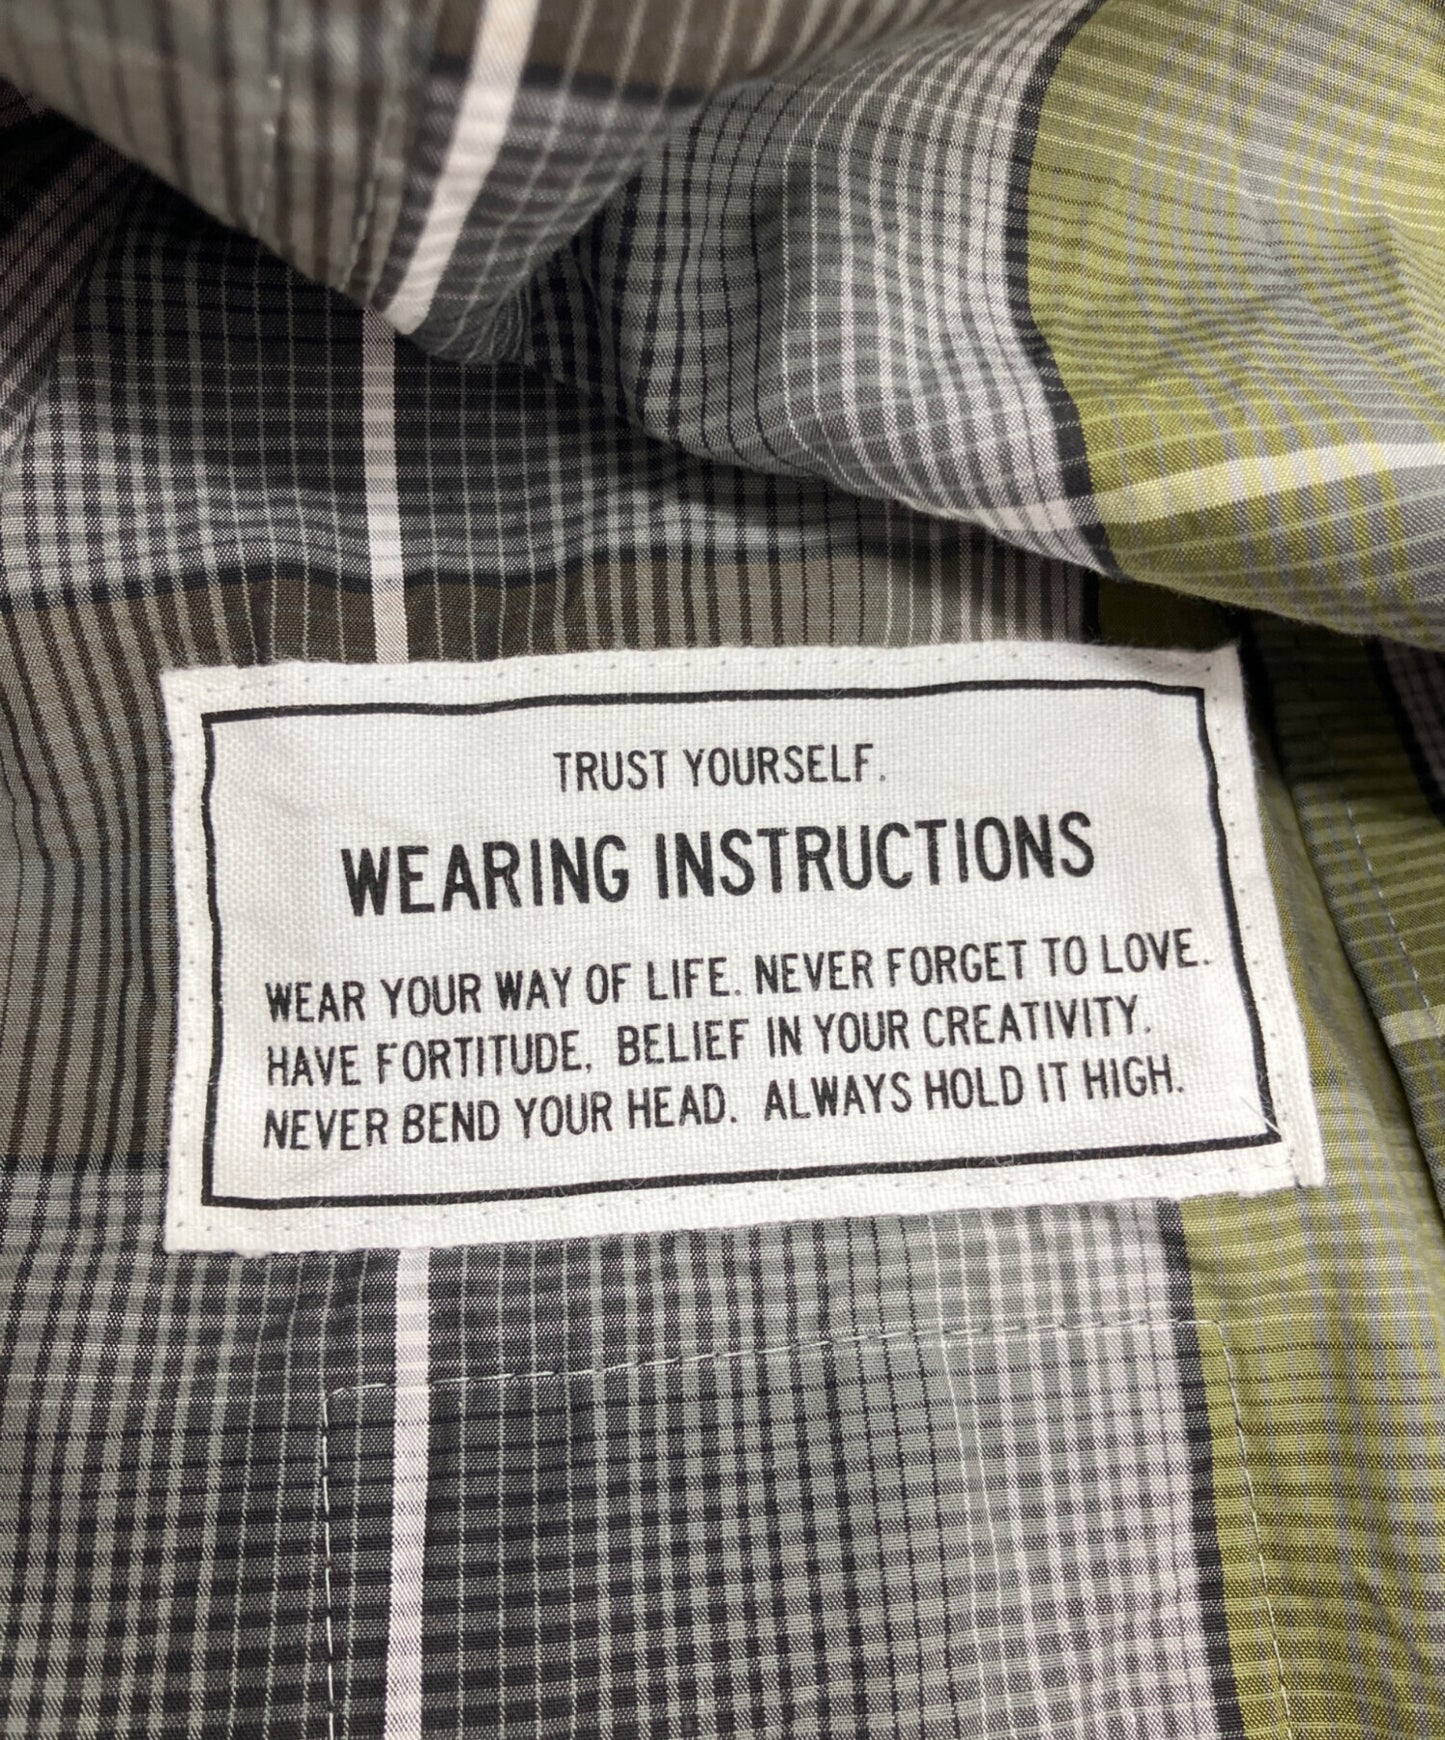 TRUST YOURSELF.
WEARING INSTRUCTIONS
WEAR YOUR WAY OF LIFE. NEVER FORGET TO LOVE.
HAVE FORTITUDE, BELIEF IN YOUR CREATIVITY.
NEVER BEND YOUR HEAD. ALWAYS HOLD IT HIGH.